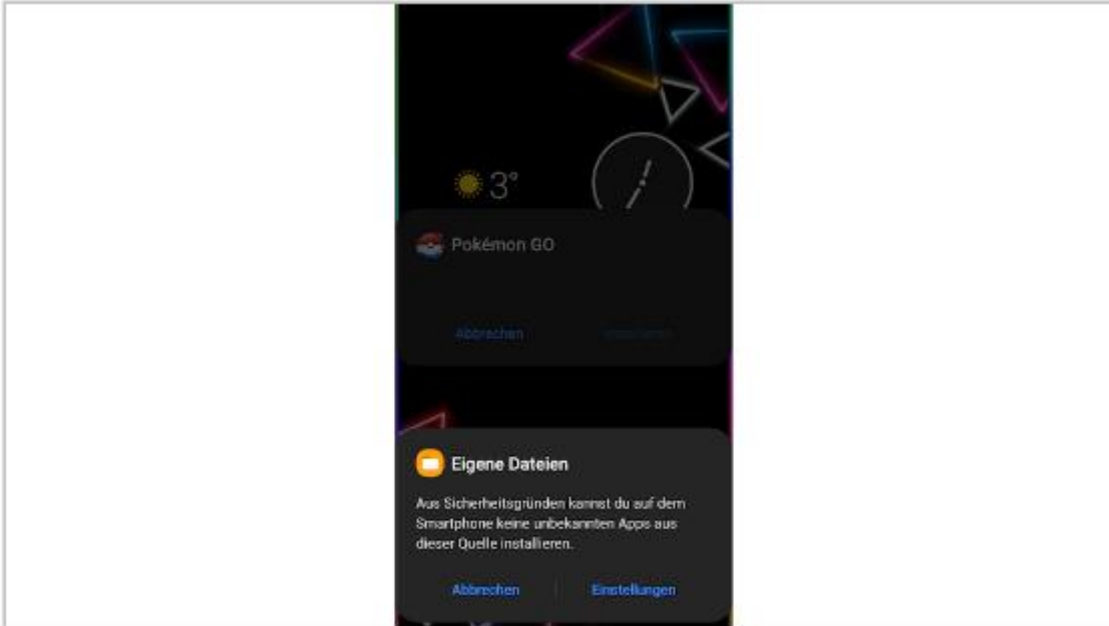 3°
Pokémon GO
Abbrechen
Eigene Dateien
Aus Sicherheitsgründen kannst du auf dem
Smartphone keine unbekannten Apps aus
dieser Quelle installieren.
Abbrechen Einstellungen